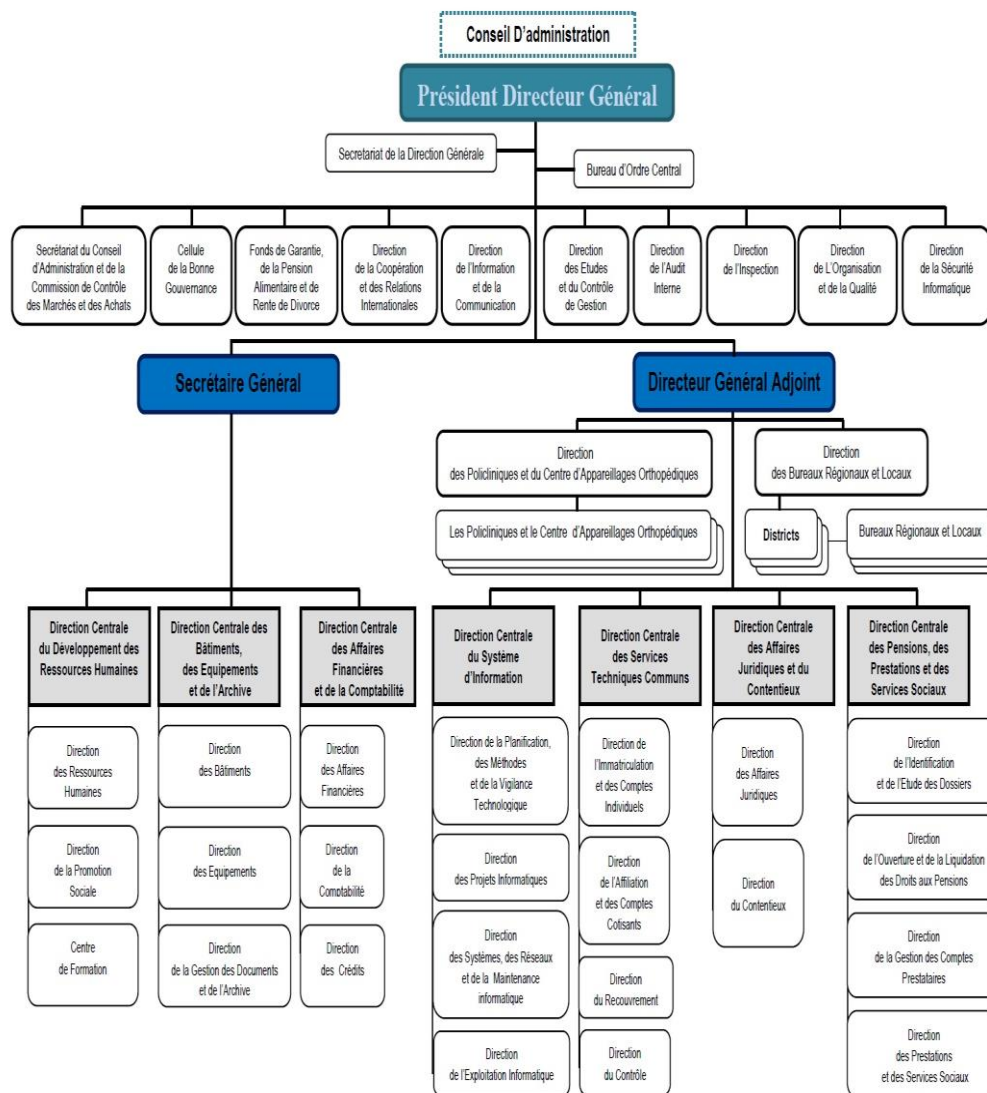 Conseil D'administration
Président Directeur Général
Secretariat de la Direction Générale
Bureau d'Ordre Central
Secrétariat du Conseil
d'Administration et de la
Commission de Contrôle
des Marchés et des Achats
Cellule
de la Bonne
Gouvernance
Fonds de Garantie,
de la Pension
Alimentaire et de
Rente de Divorce
Direction
de la Coopération
et des Relations
Internationales
Direction
de l'Information
et de la
Communication
Direction
des Etudes
et du Contrôle
de Gestion
Direction
de l'Audit
Interne
Direction
de l'Inspection
Direction
de L'Organisation
et de la Qualité
Direction
de la Sécurité
Informatique
Secrétaire Général
Directeur Général Adjoint
Direction
des Policliniques et du Centre d'Appareillages Orthopédiques
Direction
des Bureaux Régionaux et Locaux
Les Policliniques et le Centre d'Appareillages Orthopédiques
Districts
Bureaux Régionaux et Locaux
Direction Centrale
du Développement des
Ressources Humaines
Direction Centrale des
Bâtiments,
des Equipements
et de l'Archive
Direction Centrale
des Affaires
Financières
et de la Comptabilité
Direction Centrale
du Système
d'Information
Direction Centrale
des Services
Techniques Communs
Direction Centrale
des Affaires
Juridiques et du
Contentieux
Direction Centrale
des Pensions, des
Prestations et des
Services Sociaux
Direction
des Ressources
Humaines
Direction
de la Promotion
Sociale
Centre
de Formation
Direction
des Bâtiments
Direction
des Equipements
Direction
de la Gestion des Documents
et de l'Archive
Direction
des Affaires
Financières
Direction
de la
Comptabilité
Direction
des Crédits
Direction de la Planification,
des Méthodes
et de la Vigilance
Technologique
Direction
des Projets Informatiques
Direction
des Systèmes, des Réseaux
et de la Maintenance
informatique
Direction
de l'Exploitation Informatique
Direction de
l'Immatriculation
et des Comptes
Individuels
Direction
de l'Affiliation
et des Comptes
Cotisants
Direction
du Recouvrement
Direction
du Contrôle
Direction
des Affaires
Juridiques
Direction
du Contentieux
Direction
de l'Identification
et de l'Etude des Dossiers
Direction
de l'Ouverture et de la Liquidation
des Droits aux Pensions
Direction
de la Gestion des Comptes
Prestataires
Direction
des Prestations
et des Services Sociaux